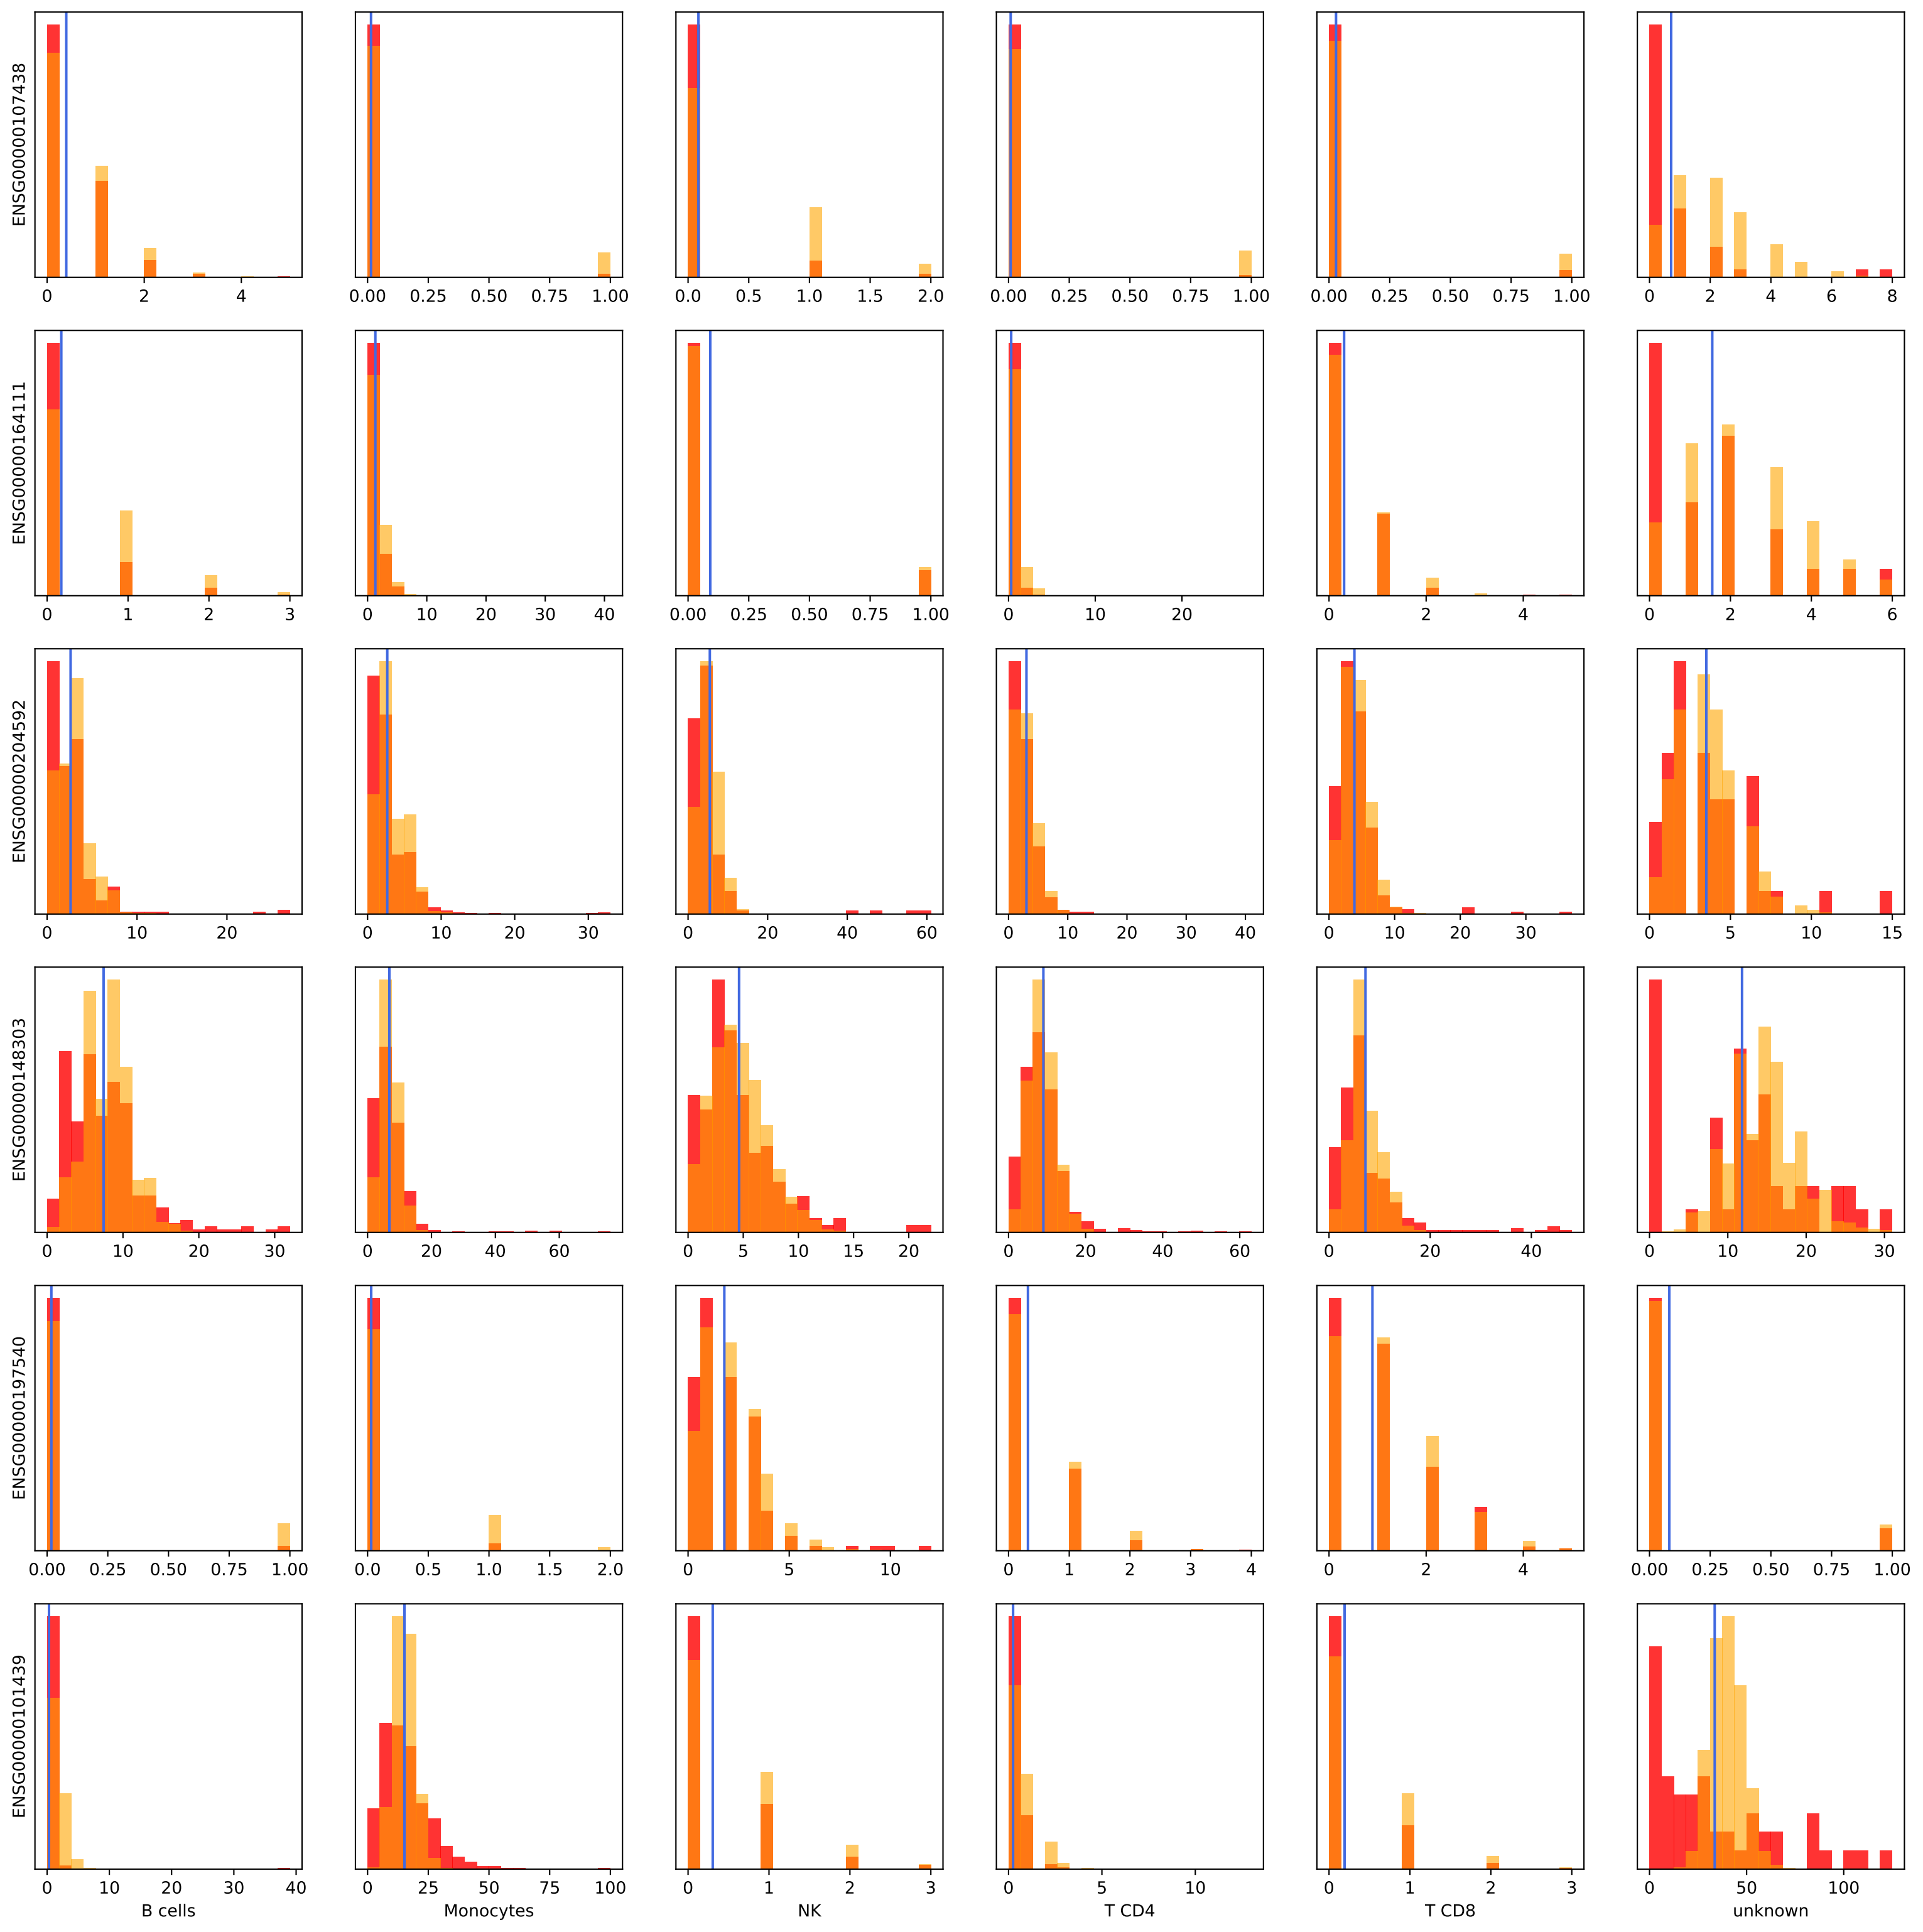 ENSG00000107438
0 2 4
0.00 0.25 0.50 0.75 1.00
0.0 0.5 1.0 1.5 2.0
0.00 0.25 0.50 0.75 1.00
0.00 0.25 0.50 0.75 1.00
0 2 4 6 8
ENSG00000164111
0 1 2 3
0 10 20 30 40
0.00 0.25 0.50 0.75 1.00
0 10 20
0 2 4
0 2 4 6
ENSG00000204592
0 10 20
0 10 20 30
0 20 40 60
0 10 20 30 40
0 10 20 30
0 5 10 15
ENSG00000148303
0 10 20 30
0 20 40 60
0 5 10 15 20
0 20 40 60
0 20 40
0 10 20 30
ENSG00000197540
0.00 0.25 0.50 0.75 1.00
0.0 0.5 1.0 1.5 2.0
0 5 10
0 1 2 3 4
0 2 4
0.00 0.25 0.50 0.75 1.00
ENSG00000101439
0 10 20 30 40
0 25 50 75 100
0 1 2 3
0 5 10
0 1 2 3
0 50 100
B cells
Monocytes
NK
T CD4
T CD8
unknown